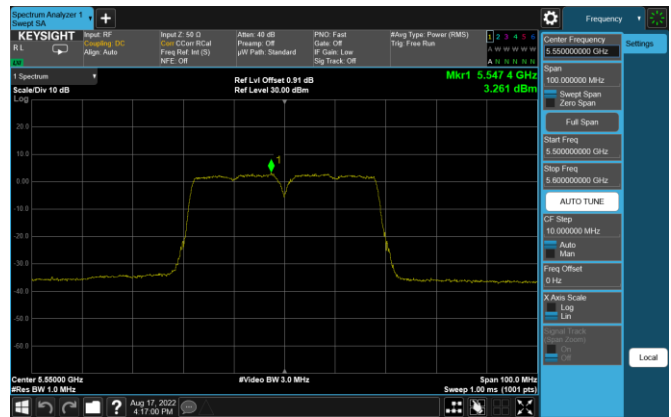 Spectrum Analyzer 1
Swept SA
Frequency
KEYSIGHT
RL
Input: RF
Coupling: DC
Align: Auto
Input Z: 50 Ω
Corr CCorr RCal
Freq Ref: Int (S)
NFE: Off
Atten: 40 dB
Preamp: Off
µW Path: Standard
PNO: Fast
Gate: Off
IF Gain: Low
Sig Track: Off
#Avg Type: Power (RMS)
Trig: Free Run
1 2 3 4 5 6
A W W W W W
A N N N N N
1 Spectrum
Scale/Div 10 dB
Log
Ref Lvl Offset 0.91 dB
Ref Level 30.00 dBm
Mkr1 5.547 4 GHz
3.261 dBm
20.0
10.0
0.00
-10.0
-20.0
-30.0
-40.0
-50.0
-60.0
1
Center 5.55000 GHz
#Res BW 1.0 MHz
#Video BW 3.0 MHz
Span 100.0 MHz
Sweep 1.00 ms (1001 pts)
Center Frequency
5.550000000 GHz
Settings
Span
100.000000 MHz
Swept Span
Zero Span
Full Span
Start Freq
5.500000000 GHz
Stop Freq
5.600000000 GHz
AUTO TUNE
CF Step
10.000000 MHz
Auto
Man
Freq Offset
0 Hz
X Axis Scale
Log
Lin
Signal Track
(Span Zoom)
On
Off
Local
?
Aug 17, 2022
4:17:00 PM